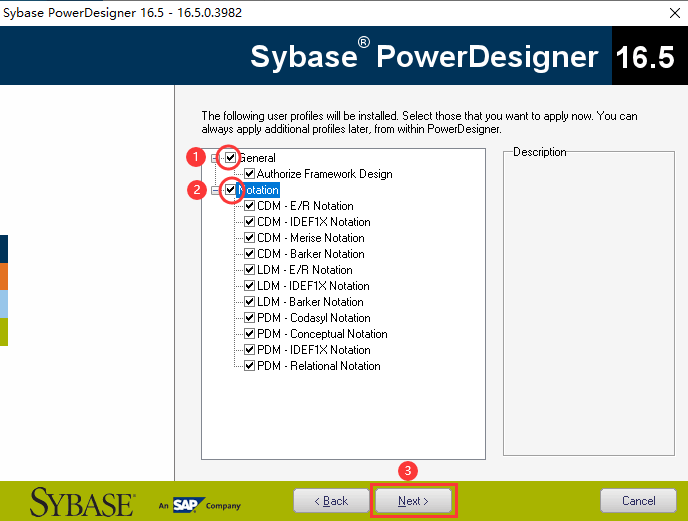 Sybase PowerDesigner 16.5 - 16.5.0.3982
Sybase® PowerDesigner 16.5
The following user profiles will be installed. Select those that you want to apply now. You can
always apply additional profiles later, from within PowerDesigner.
Description
1 General
Authorize Framework Design
2 Notation
CDM - E/R Notation
CDM - IDEF1X Notation
CDM - Merise Notation
CDM - Barker Notation
LDM - E/R Notation
LDM - IDEF1X Notation
LDM - Barker Notation
PDM - Codasyl Notation
PDM - Conceptual Notation
PDM - IDEF1X Notation
PDM - Relational Notation
3
SYBASE® An SAP Company
< Back
Next >
Cancel